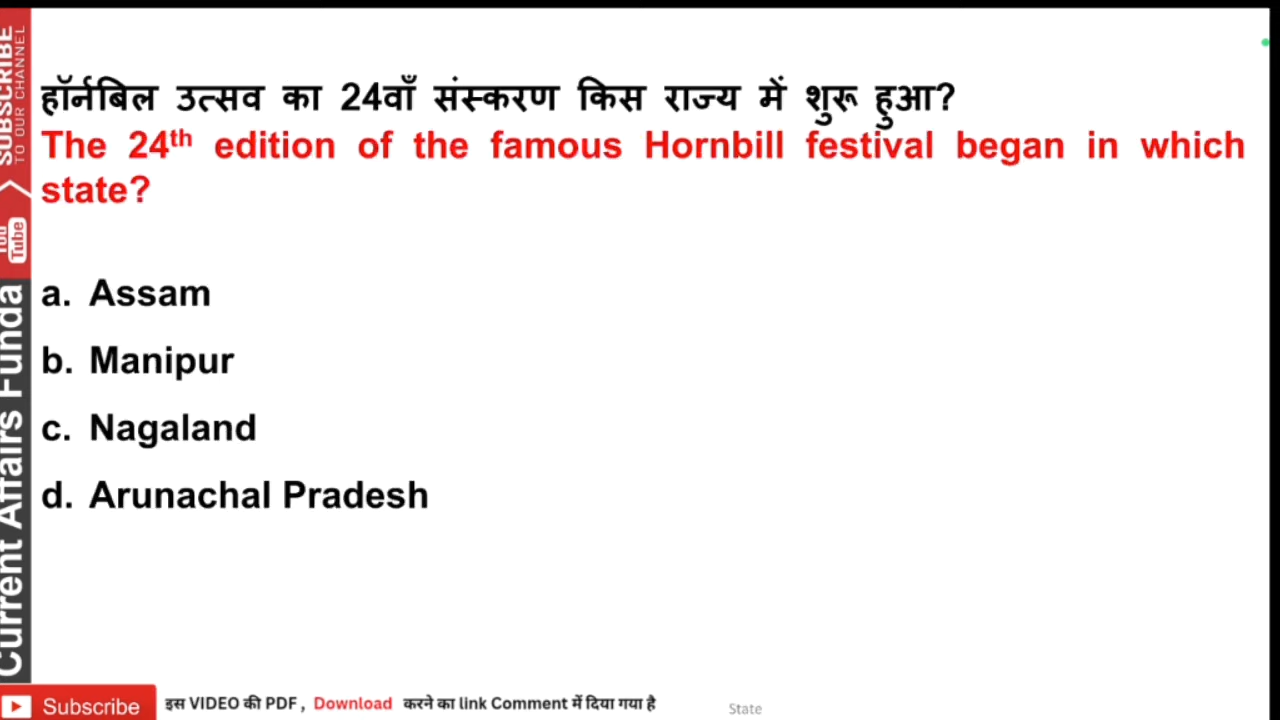 हॉर्नबिल उत्सव का 24वाँ संस्करण किस राज्य में शुरू हुआ?
The 24th edition of the famous Hornbill festival began in which
state?
a. Assam
b. Manipur
c. Nagaland
d. Arunachal Pradesh
SUBSCRIBE
TO OUR CHANNEL
You
Tube
Current Affairs Funda
Subscribe
इस VIDEO की PDF , Download करने का link Comment में दिया गया है
State